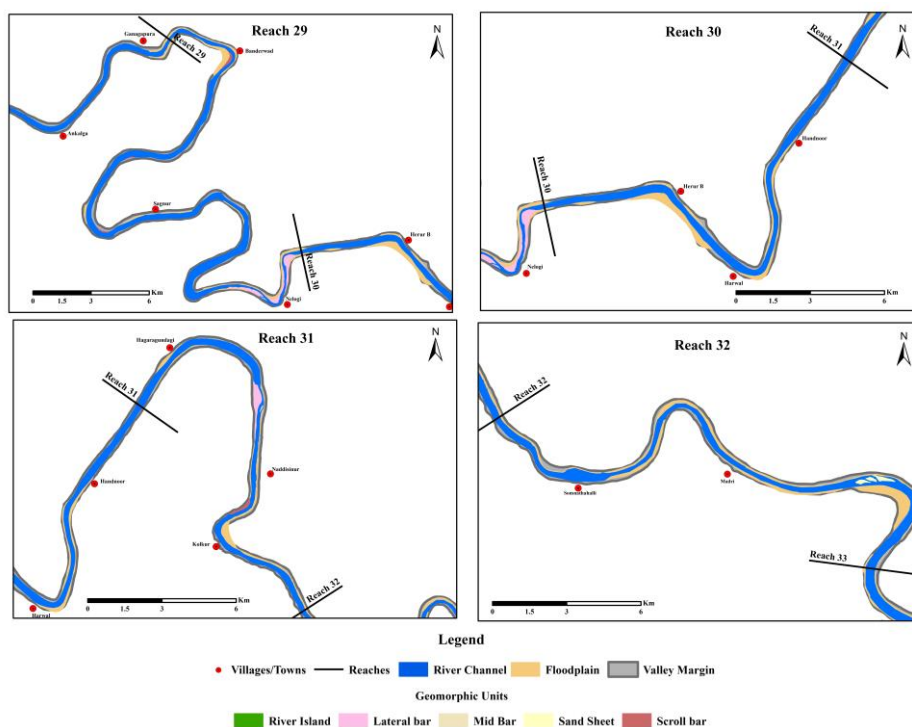 Reach 29
N
Ganagapura
Reach 29
Banderwad
Ankalga
Sagnur
Reach 30
Herur B
Nelogi
0 1.5 3 6 Km
Reach 30
N
Reach 31
Handnoor
Reach 30
Herur B
Nelogi
Harwal
0 1.5 3 6 Km
Reach 31
N
Hagaragundagi
Reach 31
Naddisinur
Handnoor
Kolkur
Reach 32
Harwal
0 1.5 3 6 Km
Reach 32
N
Reach 32
Madri
Reach 33
0 1.5 3 6 Km
Legend
Villages/Towns Reaches River Channel Floodplain Valley Margin
Geomorphic Units
River Island Lateral bar Mid Bar Sand Sheet Scroll bar